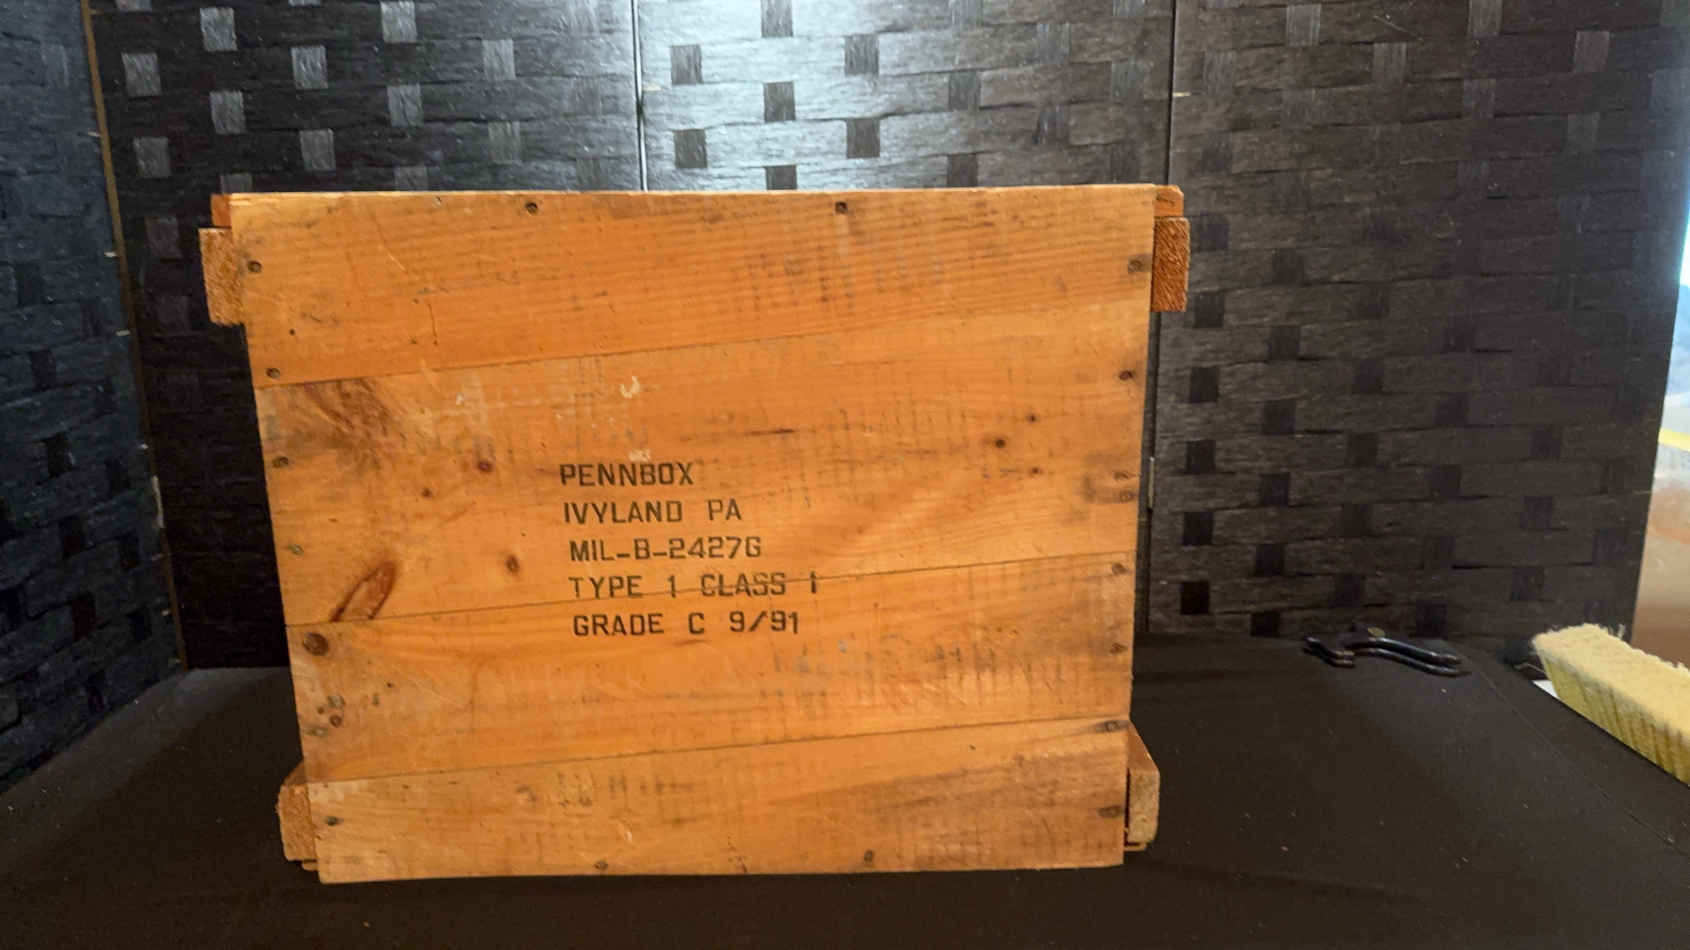 PENNBOX
IVYLAND PA
MIL-B-2427G
TYPE 1 CLASS 1
GRADE C 9/91